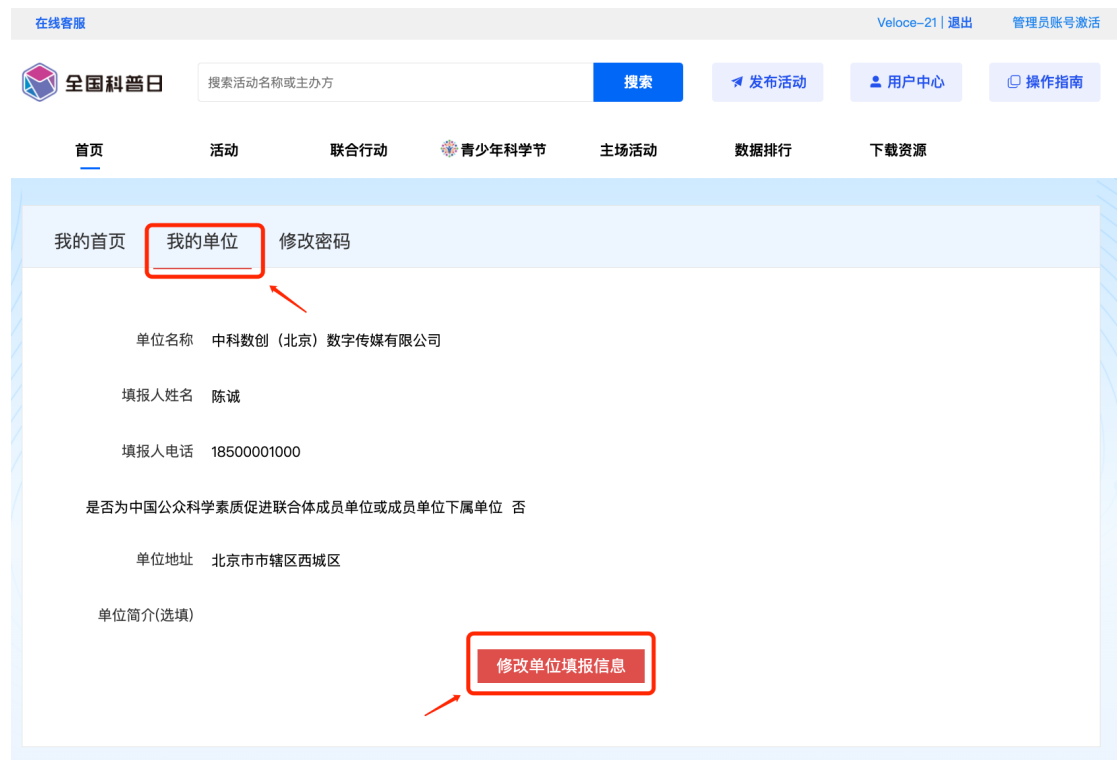 在线客服 Veloce-21 | 退出 管理员账号激活
全国科普日 搜索活动名称或主办方 搜索 发布活动 用户中心 操作指南
首页 活动 联合行动 青少年科学节 主场活动 数据排行 下载资源
我的首页 我的单位 修改密码
单位名称 中科数创（北京）数字传媒有限公司
填报人姓名 陈诚
填报人电话 18500001000
是否为中国公众科学素质促进联合体成员单位或成员单位下属单位 否
单位地址 北京市市辖区西城区
单位简介(选填)
修改单位填报信息